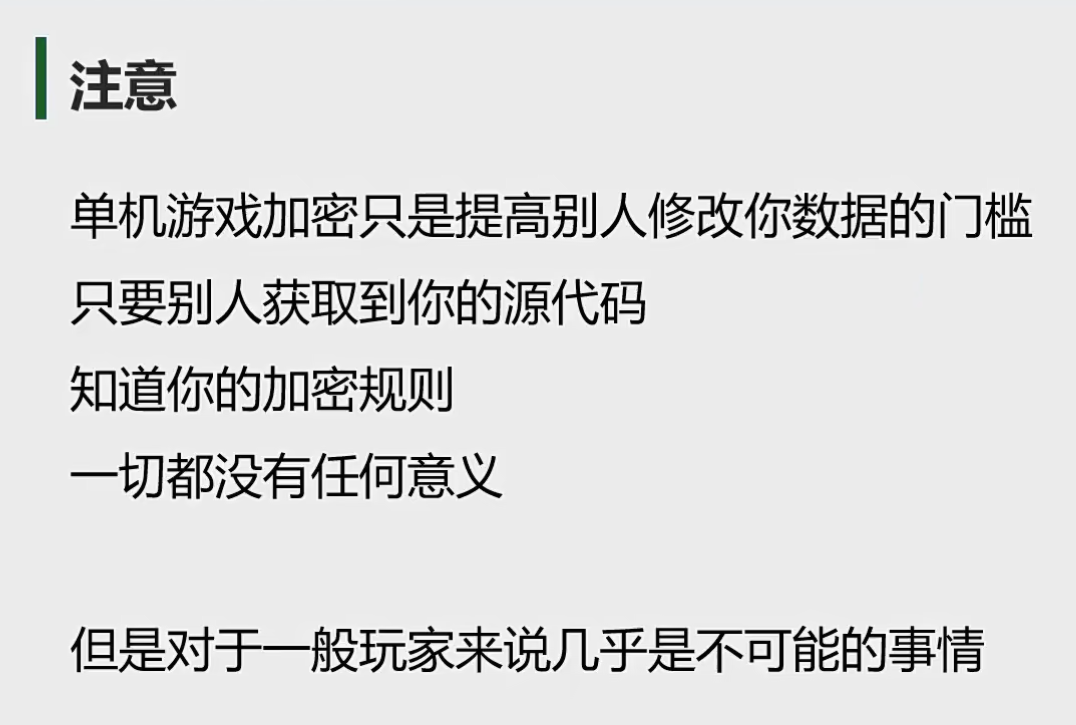 注意
单机游戏加密只是提高别人修改你数据的门槛
只要别人获取到你的源代码
知道你的加密规则
一切都没有任何意义
但是对于一般玩家来说几乎是不可能的事情